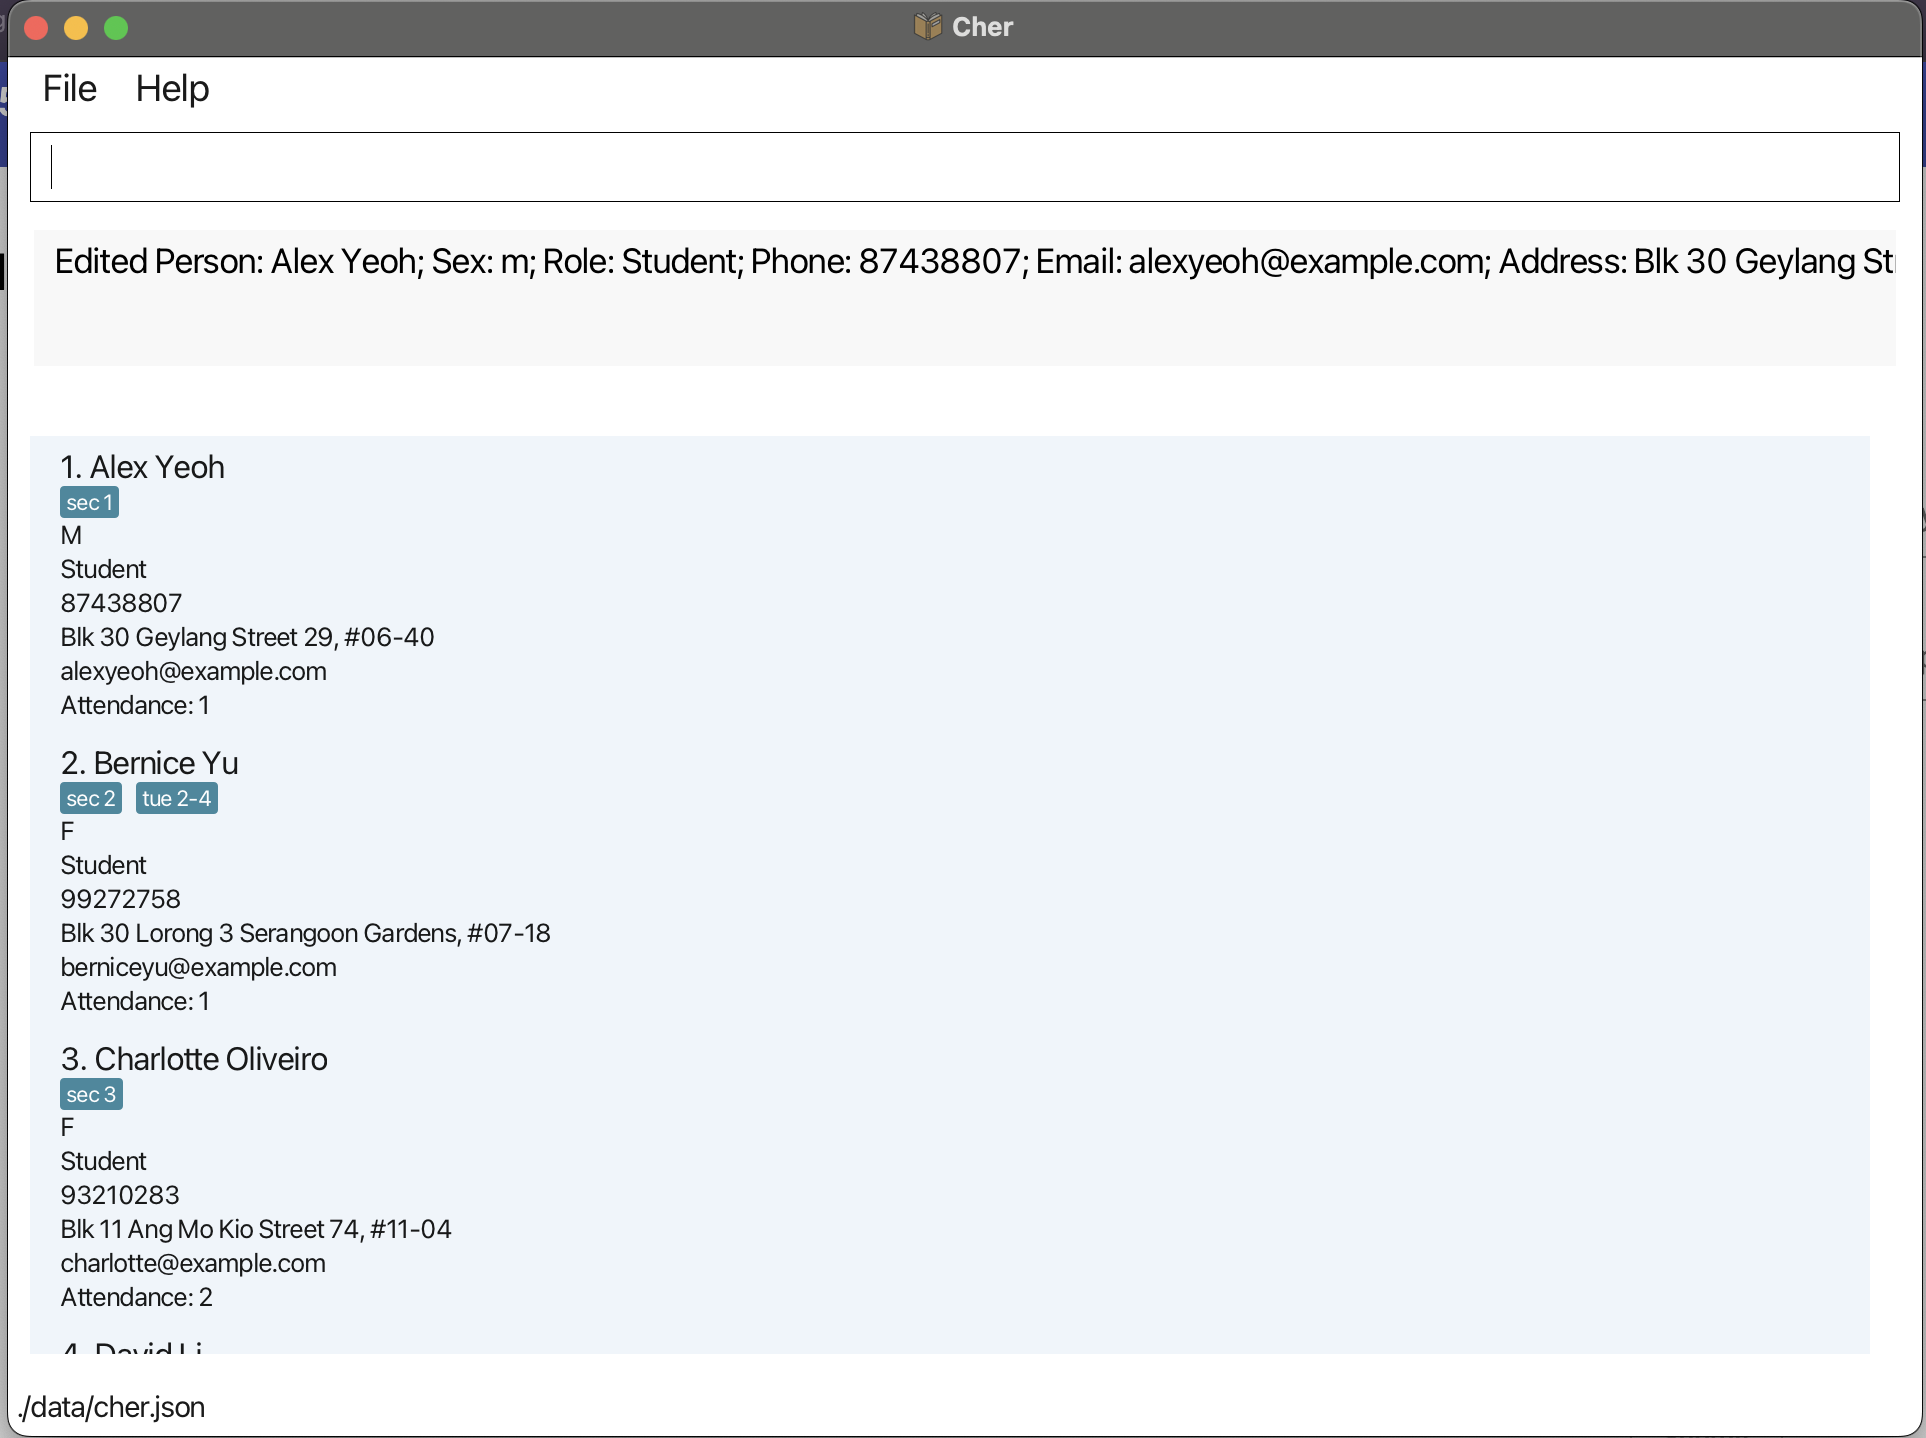 Cher
File Help
Edited Person: Alex Yeoh; Sex: m; Role: Student; Phone: 87438807; Email: alexyeoh@example.com; Address: Blk 30 Geylang
1. Alex Yeoh
sec 1
M
Student
87438807
Blk 30 Geylang Street 29, #06-40
alexyeoh@example.com
Attendance: 1
2. Bernice Yu
sec 2 tue 2-4
F
Student
99272758
Blk 30 Lorong 3 Serangoon Gardens, #07-18
berniceyu@example.com
Attendance: 1
3. Charlotte Oliveiro
sec 3
F
Student
93210283
Blk 11 Ang Mo Kio Street 74, #11-04
charlotte@example.com
Attendance: 2
4. David Li
./data/cher.json